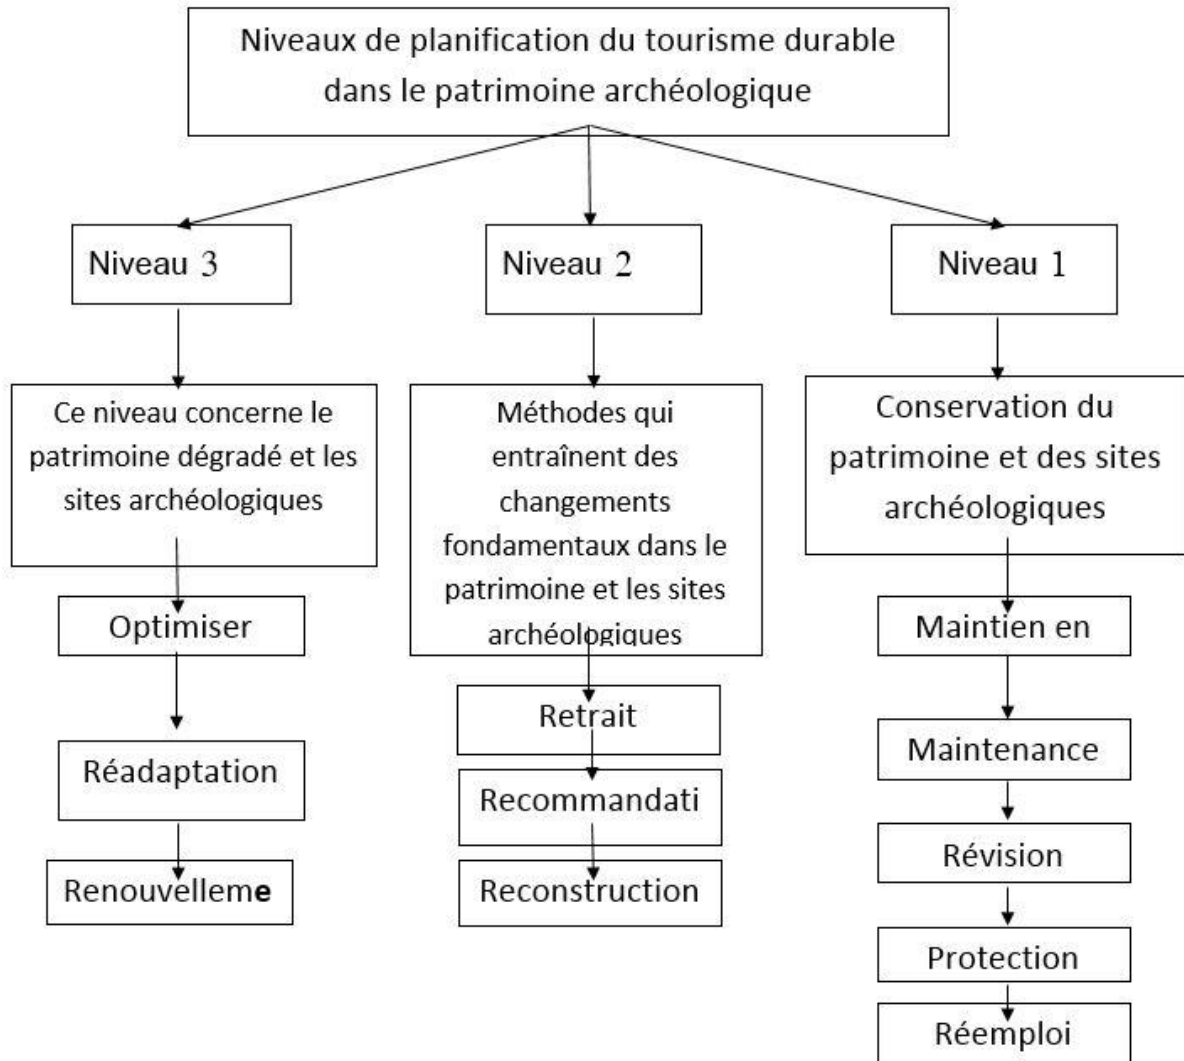 Niveaux de planification du tourisme durable
dans le patrimoine archéologique
Niveau 3
Niveau 2
Niveau 1
Ce niveau concerne le
patrimoine dégradé et les
sites archéologiques
Méthodes qui
entraînent des
changements
fondamentaux dans le
patrimoine et les sites
archéologiques
Conservation du
patrimoine et des sites
archéologiques
Optimiser
Réadaptation
Renouvelleme
Retrait
Recommandati
Reconstruction
Maintien en
Maintenance
Révision
Protection
Réemploi